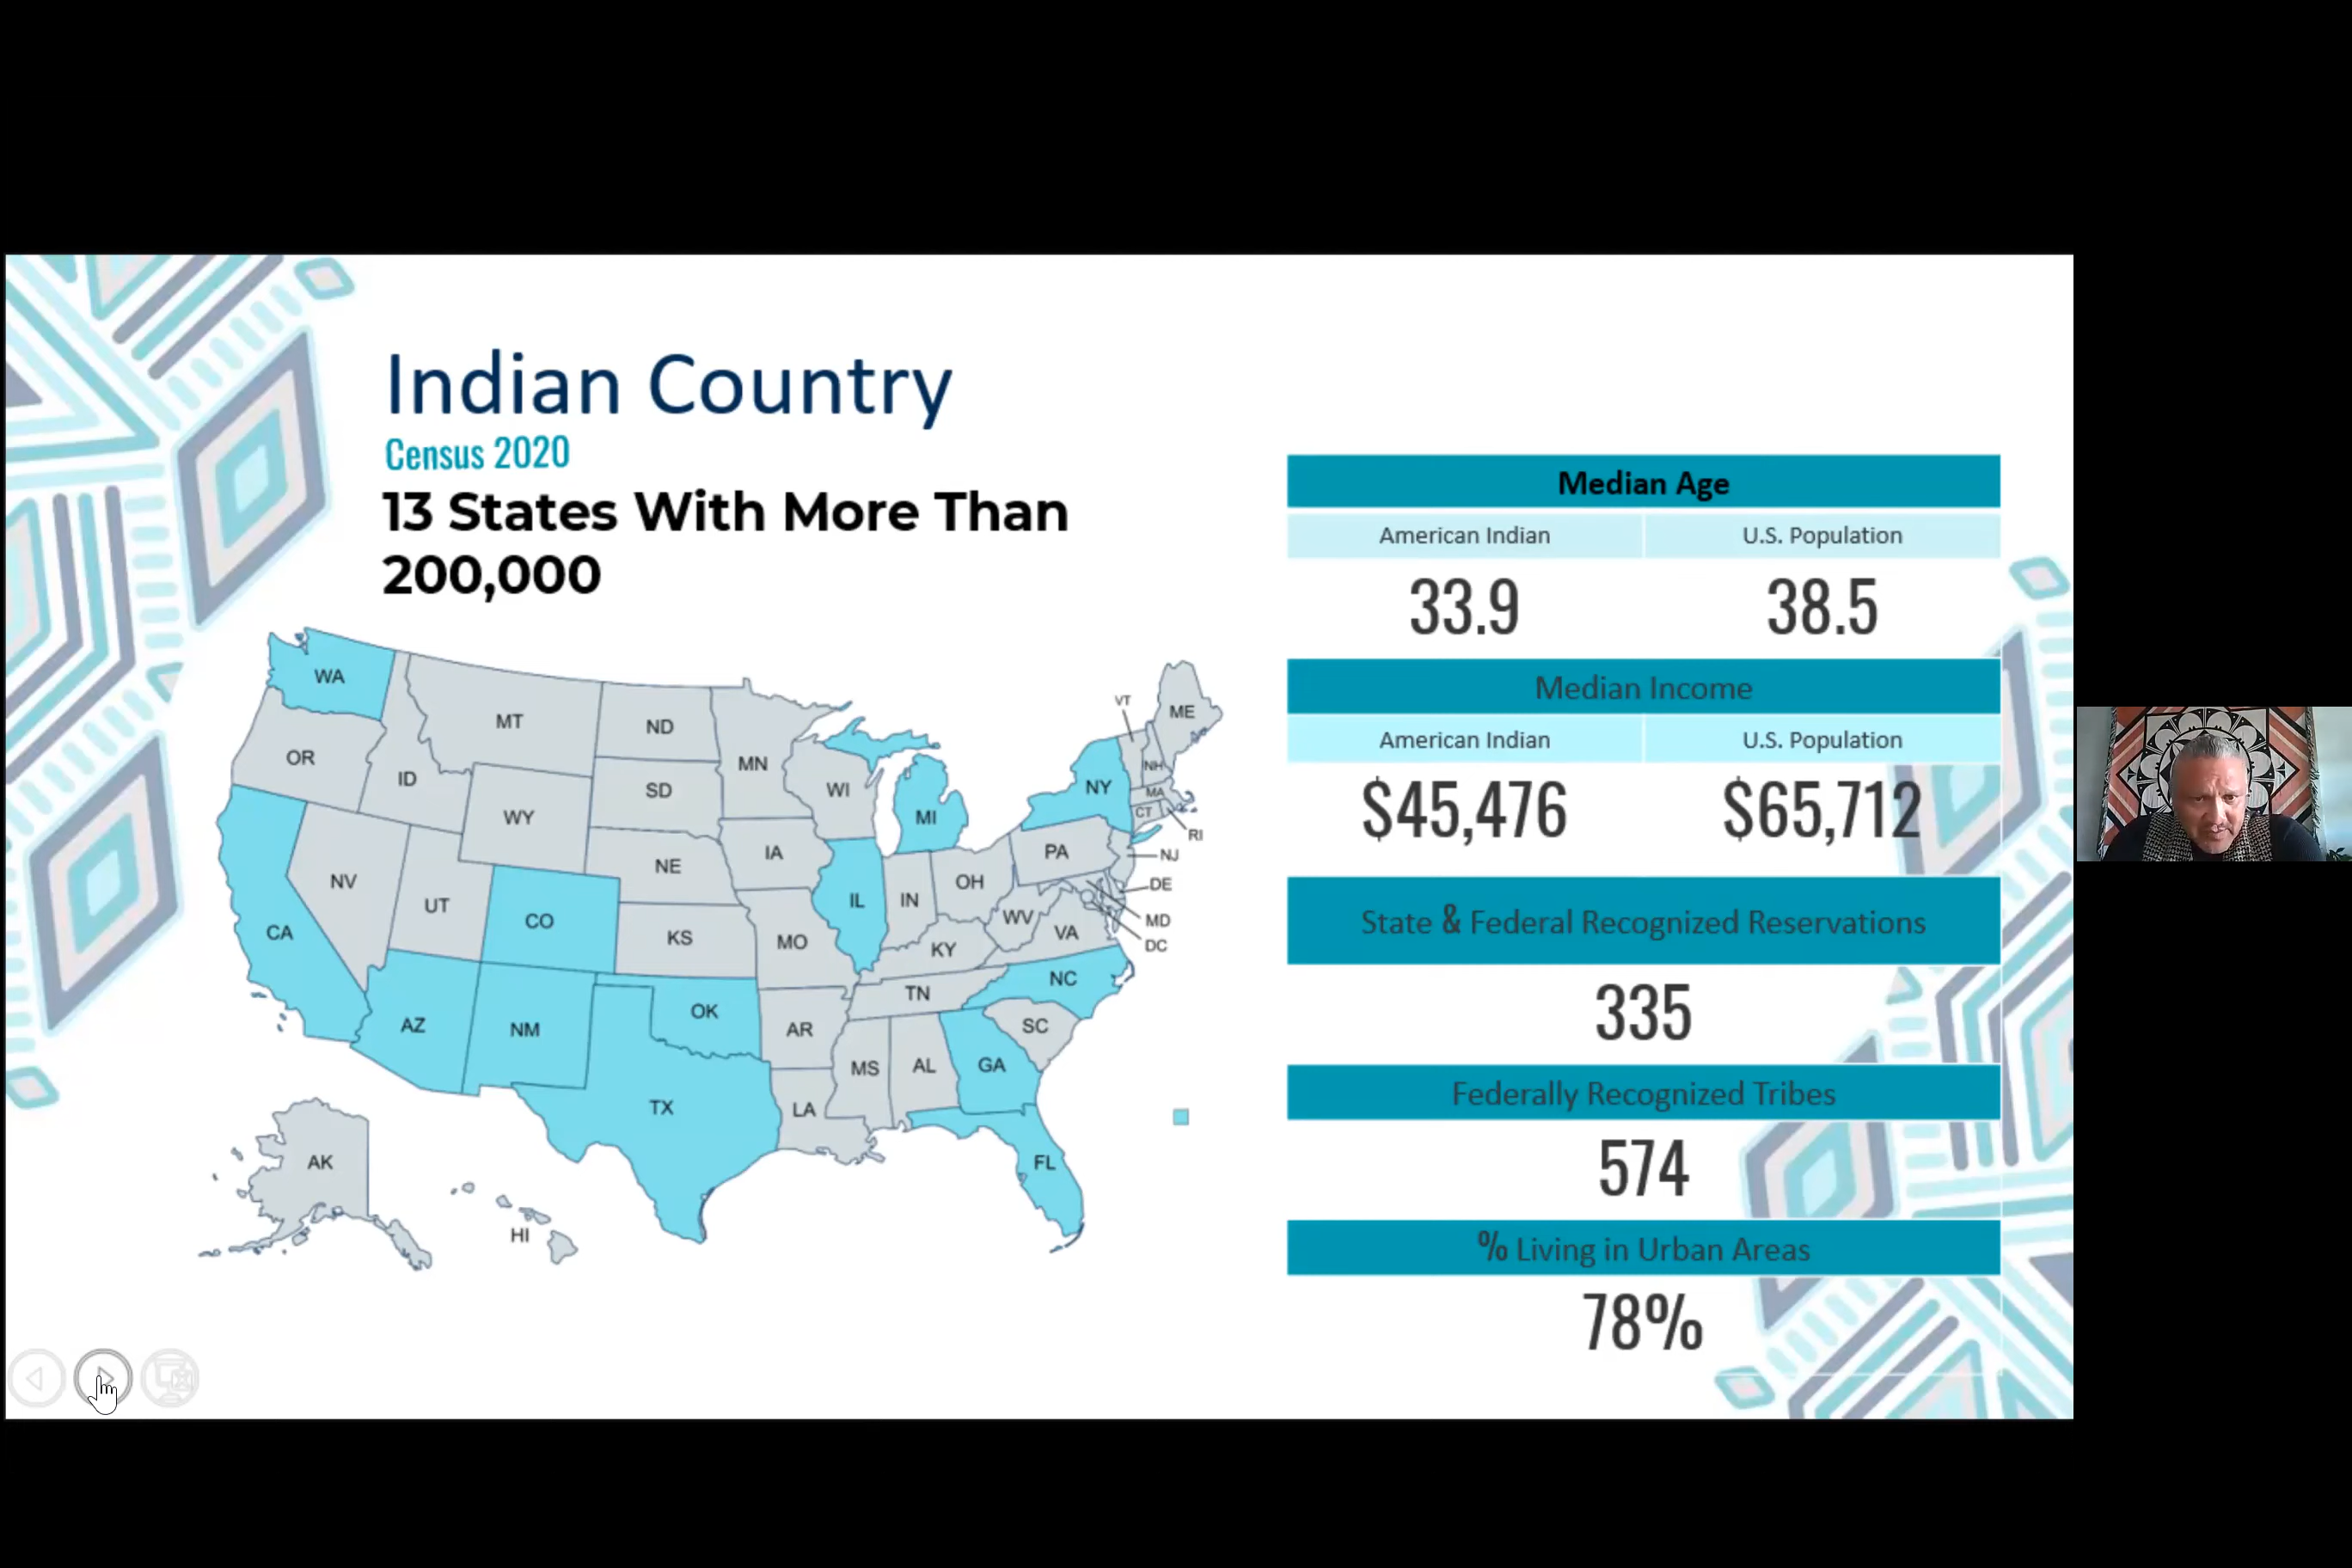 Indian Country
Census 2020
13 States With More Than
200,000
WA
MT
ND
MN
VT
ME
OR
ID
SD
WI
NH
WY
MI
NY
MA
CT
RI
IA
PA
NJ
NE
NV
UT
CO
IL
IN
OH
DE
WV
MD
CA
KS
MO
KY
VA
DC
AZ
NM
OK
TN
NC
AR
SC
MS
AL
GA
TX
LA
AK
FL
HI
Median Age
American Indian U.S. Population
33.9 38.5
Median Income
American Indian U.S. Population
$45,476 $65,712
State & Federal Recognized Reservations
335
Federally Recognized Tribes
574
% Living in Urban Areas
78%